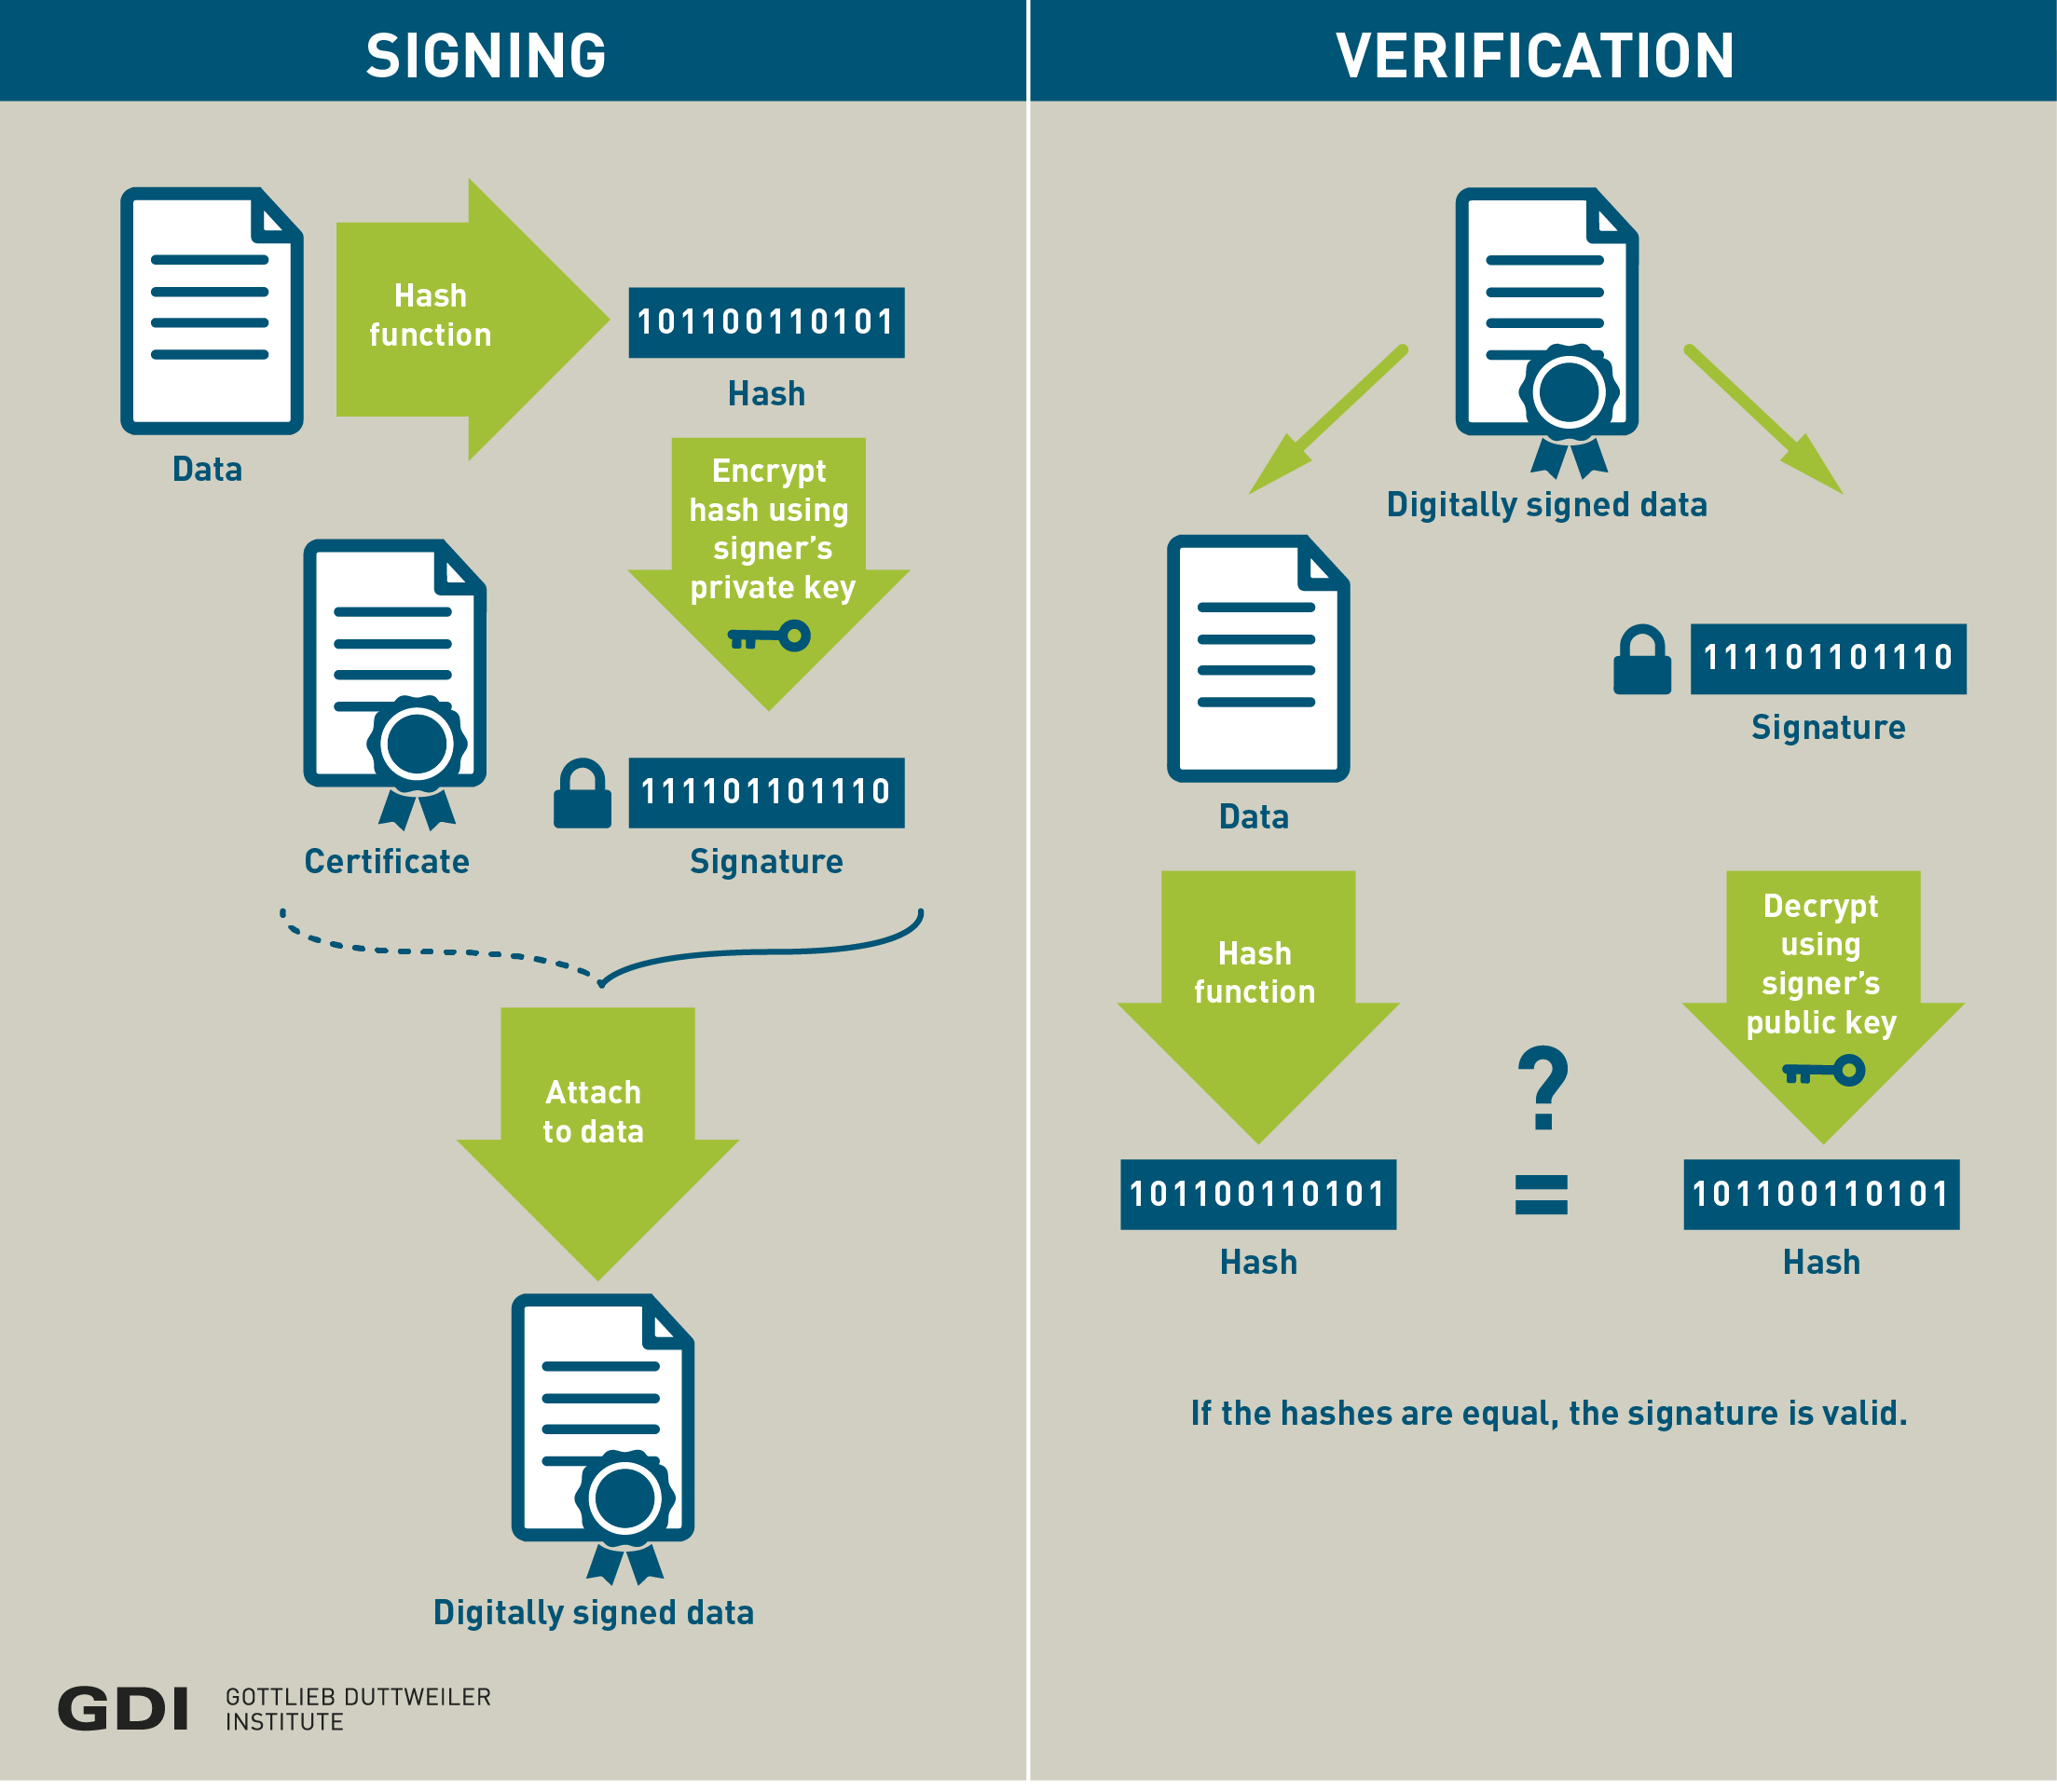 SIGNING
Hash
function
101100110101
Hash
Data
Encrypt
hash using
signer's
private key
Certificate
111101101110
Signature
Attach
to data
Digitally signed data
GDI
GOTTLIEB DUTTWEILER
INSTITUTE
VERIFICATION
Digitally signed data
Data
111101101110
Signature
Hash
function
Decrypt
using
signer's
public key
?
=
101100110101
Hash
101100110101
Hash
If the hashes are equal, the signature is valid.